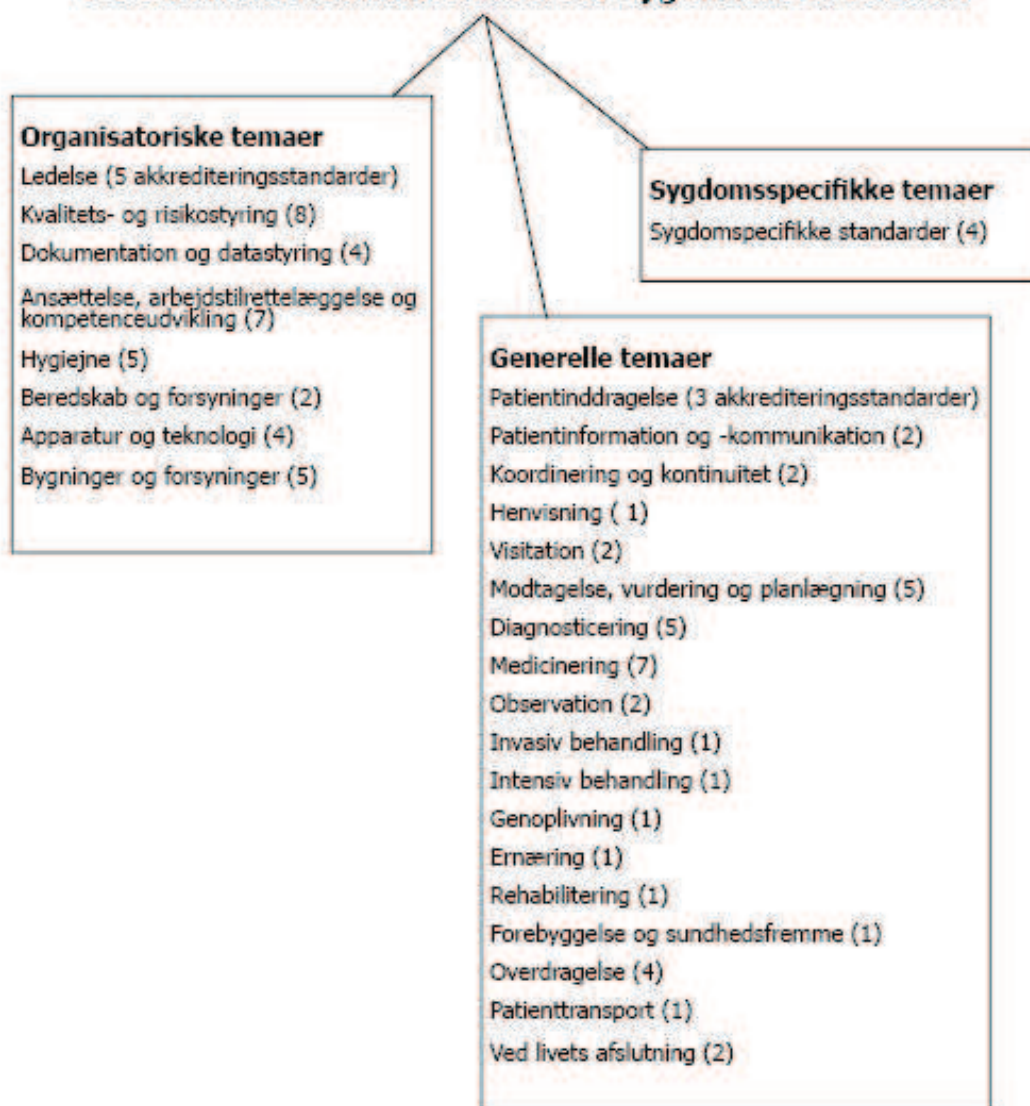 Organisatoriske temaer
Ledelse (5 akkrediteringsstandarder)
Kvalitets- og risikostyring (8)
Dokumentation og datastyring (4)
Ansættelse, arbejdstilrettelæggelse og
kompetenceudvikling (7)
Hygiejne (5)
Beredskab og forsyninger (2)
Apparatur og teknologi (4)
Bygninger og forsyninger (5)
Sygdomsspecifikke temaer
Sygdomspecifikke standarder (4)
Generelle temaer
Patientinddragelse (3 akkrediteringsstandarder)
Patientinformation og -kommunikation (2)
Koordinering og kontinuitet (2)
Henvisning ( 1)
Visitation (2)
Modtagelse, vurdering og planlægning (5)
Diagnosticering (5)
Medicinering (7)
Observation (2)
Invasiv behandling (1)
Intensiv behandling (1)
Genoplivning (1)
Ernæring (1)
Rehabilitering (1)
Forebyggelse og sundhedsfremme (1)
Overdragelse (4)
Patienttransport (1)
Ved livets afslutning (2)